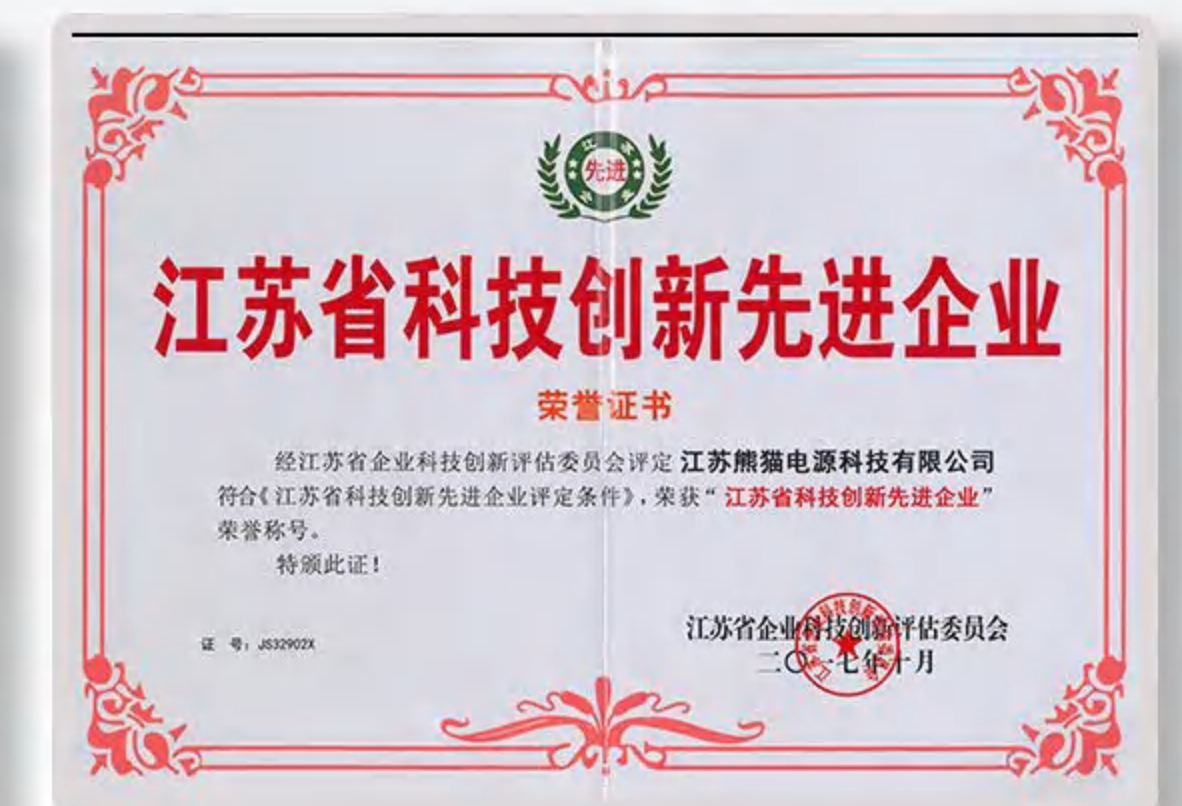 江苏
先进
企业
江苏省科技创新先进企业
荣誉证书
经江苏省企业科技创新评估委员会评定 江苏熊猫电源科技有限公司
符合《江苏省科技创新先进企业评定条件》，荣获“江苏省科技创新先进企业”
荣誉称号。
特颁此证！
证 号：JS32902X
江苏省企业科技创新评估委员会
二〇一七年十月